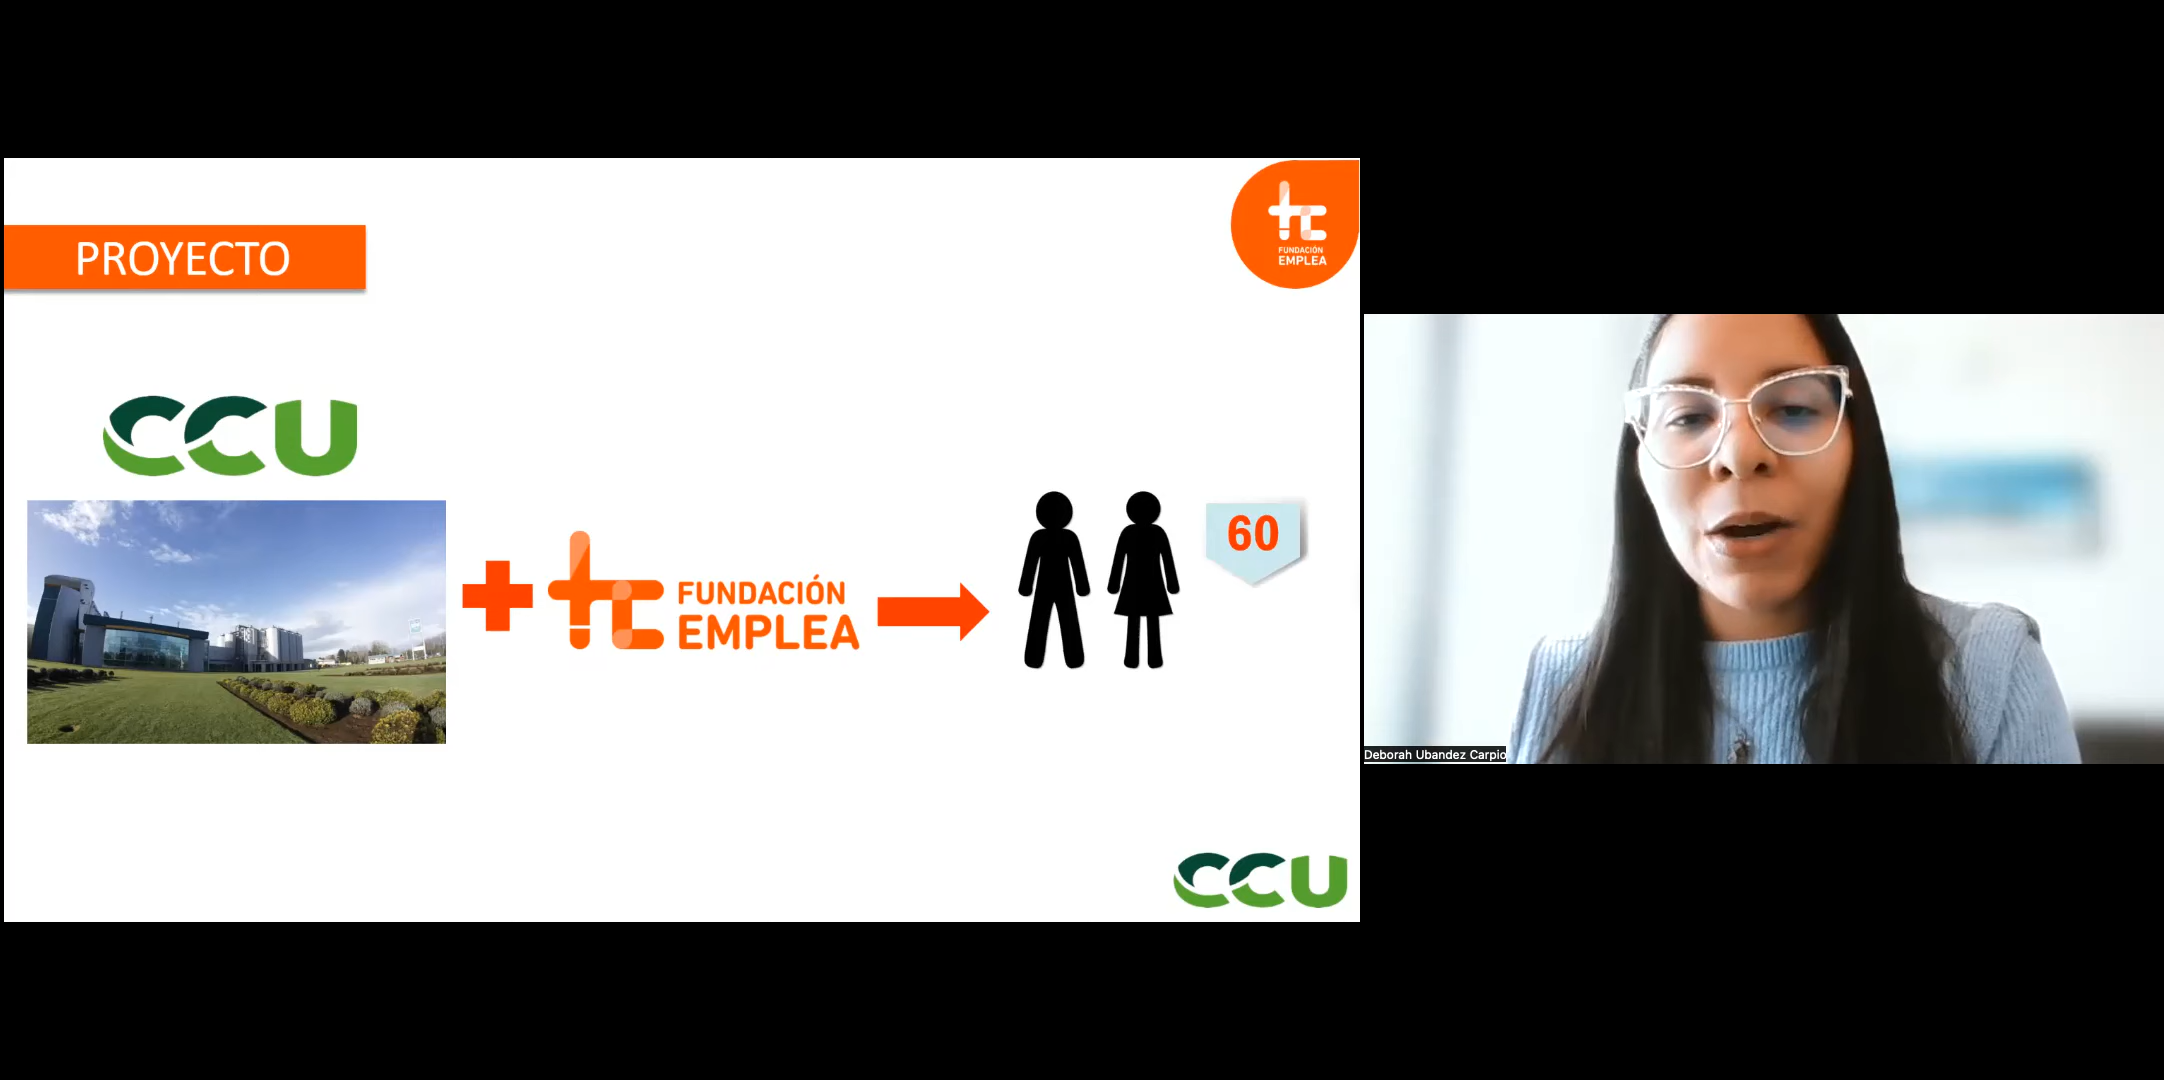 PROYECTO
FUNDACIÓN
EMPLEA
CCU
FUNDACIÓN
EMPLEA
60
CCU
Deborah Ubandez Carpio